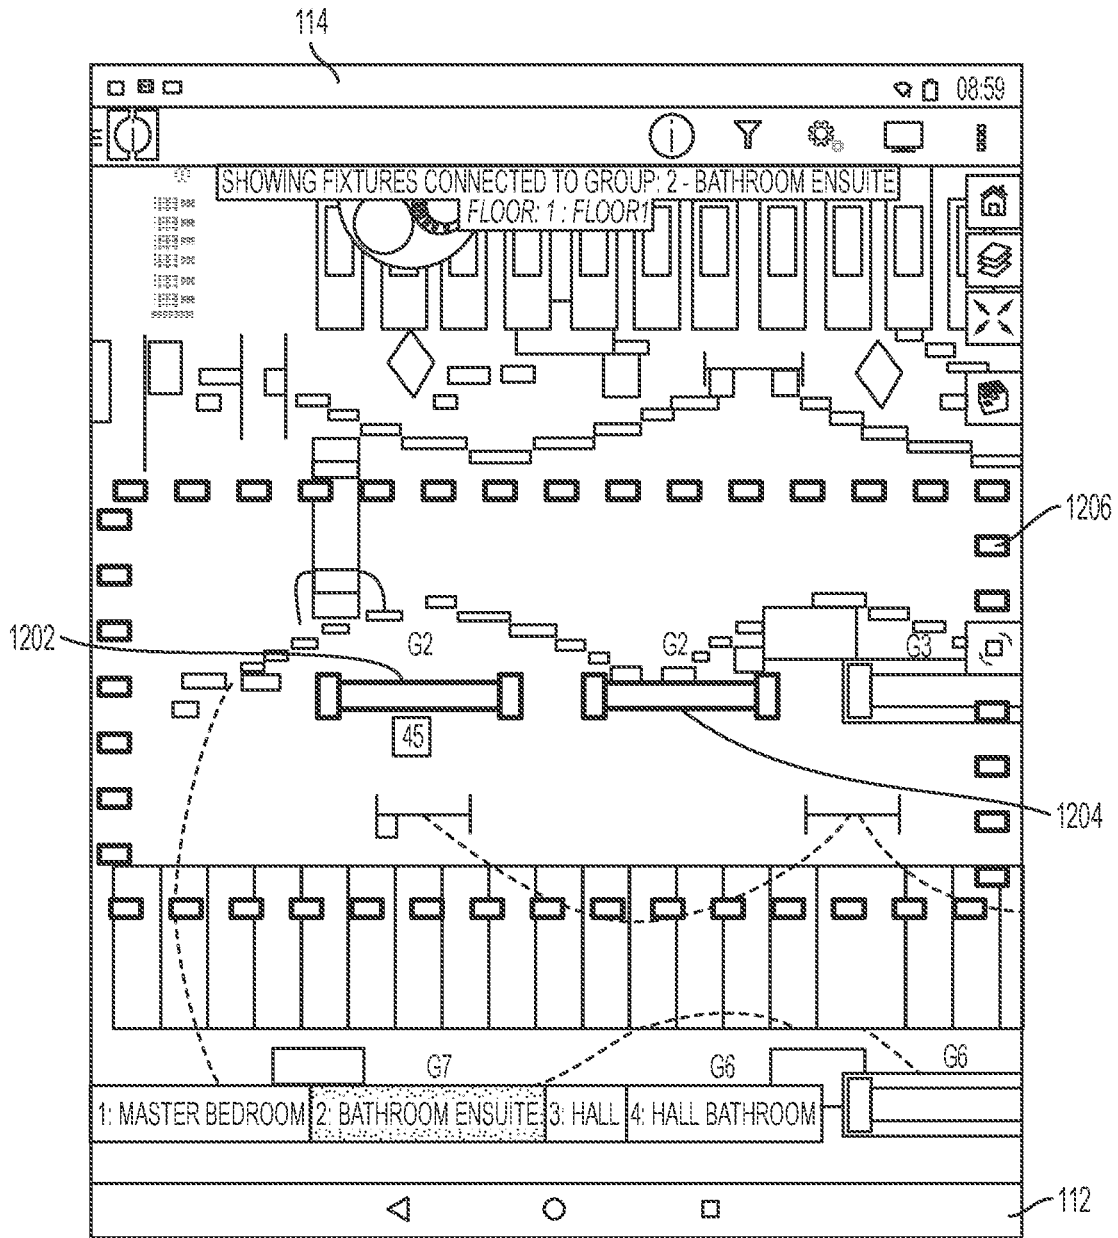 114
08:59
SHOWING FIXTURES CONNECTED TO GROUP: 2 - BATHROOM ENSUITE
FLOOR: 1 : FLOOR1
1206
1202
G2
G2
G3
45
1204
G7
G6
G6
1: MASTER BEDROOM
2: BATHROOM ENSUITE
3: HALL
4: HALL BATHROOM
112